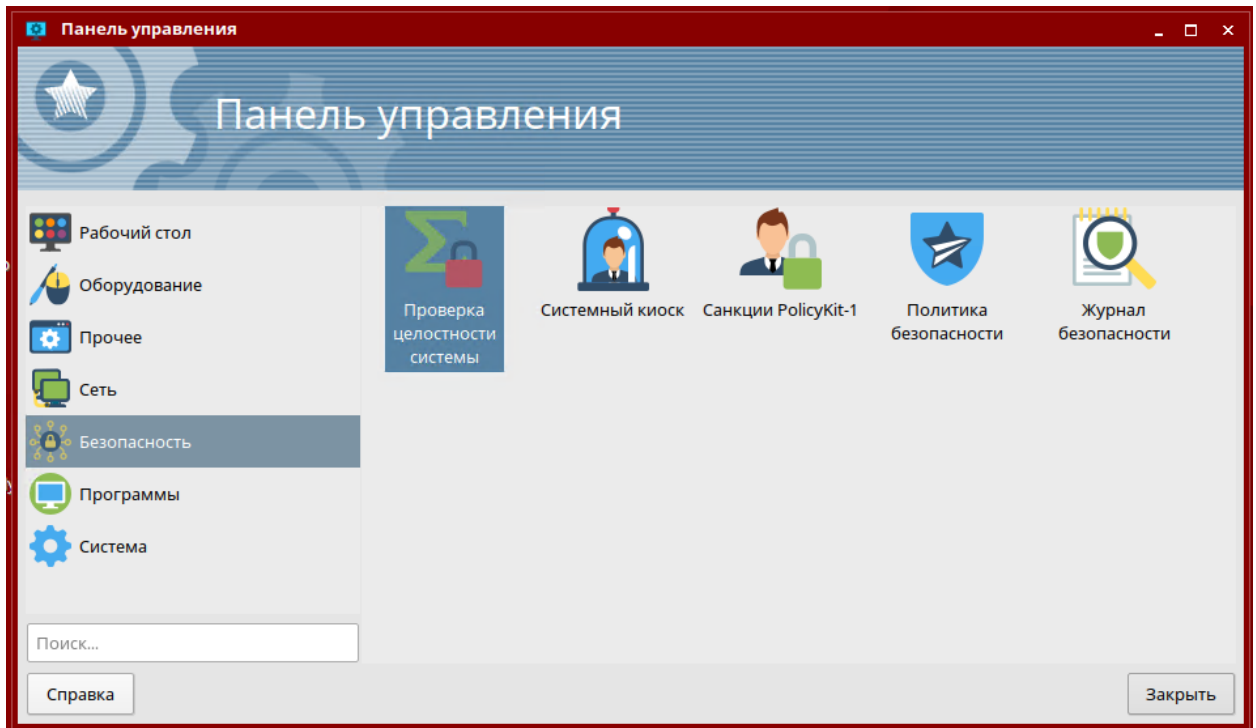 Панель управления
Панель управления
Рабочий стол
Оборудование
Прочее
Сеть
Безопасность
Программы
Система
Поиск...
Проверка
целостности
системы
Системный киоск
Санкции PolicyKit-1
Политика
безопасности
Журнал
безопасности
Справка
Закрыть